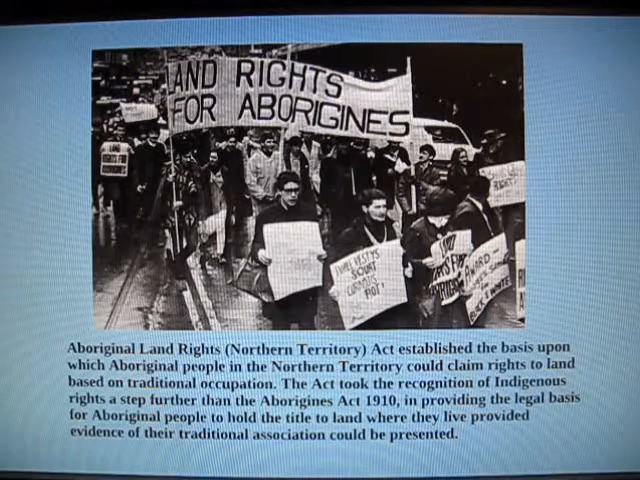 LAND RIGHTS
FOR ABORIGINES
LAND
RIGHTS FOR
Aboriginal Land Rights (Northern Territory) Act established the basis upon
which Aboriginal people in the Northern Territory could claim rights to land
based on traditional occupation. The Act took the recognition of Indigenous
rights a step further than the Aborigines Act 1910, in providing the legal basis
for Aboriginal people to hold the title to land where they live provided
evidence of their traditional association could be presented.